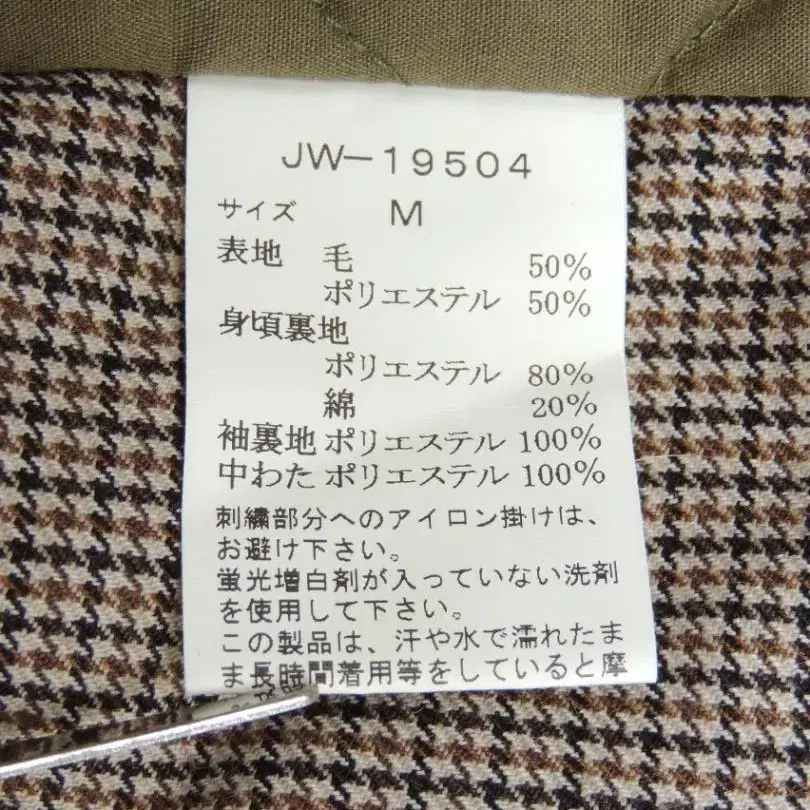 JW-19504
サイズ M
表地 毛 50%
ポリエステル 50%
身頃裏地
ポリエステル 80%
綿 20%
袖裏地 ポリエステル 100%
中わた ポリエステル 100%
刺繍部分へのアイロン掛けは、
お避け下さい。
蛍光増白剤が入っていない洗剤
を使用して下さい。
この製品は、汗や水で濡れたま
ま長時間着用等をしていると摩